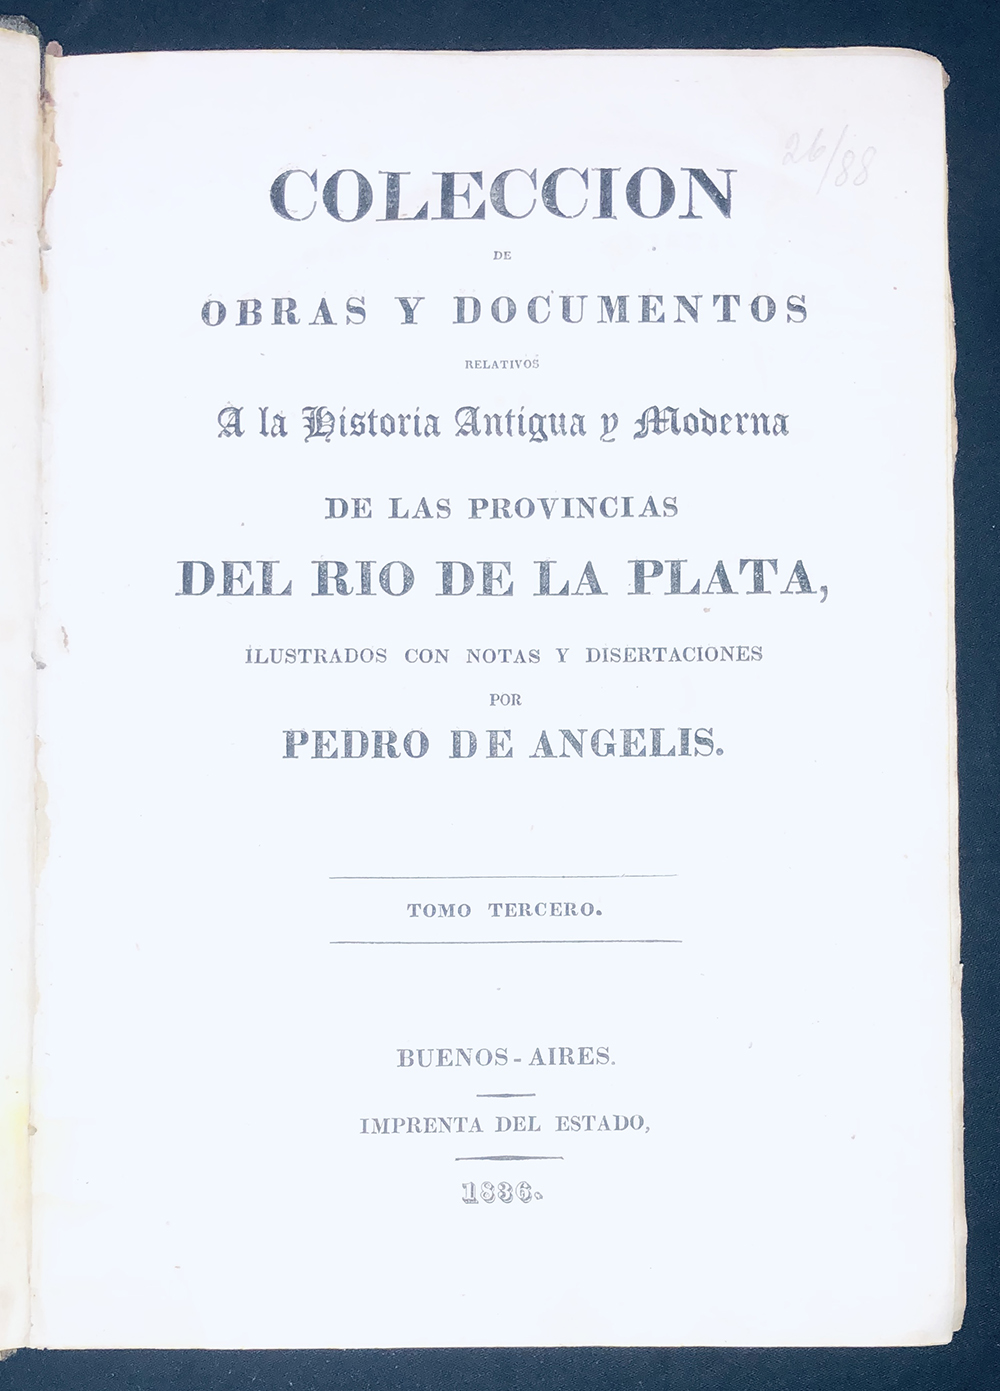 26/88
COLECCION
DE
OBRAS Y DOCUMENTOS
RELATIVOS
A la Historia Antigua y Moderna
DE LAS PROVINCIAS
DEL RIO DE LA PLATA,
ILUSTRADOS CON NOTAS Y DISERTACIONES
POR
PEDRO DE ANGELIS.
TOMO TERCERO.
BUENOS-AIRES.
IMPRENTA DEL ESTADO,
1836.